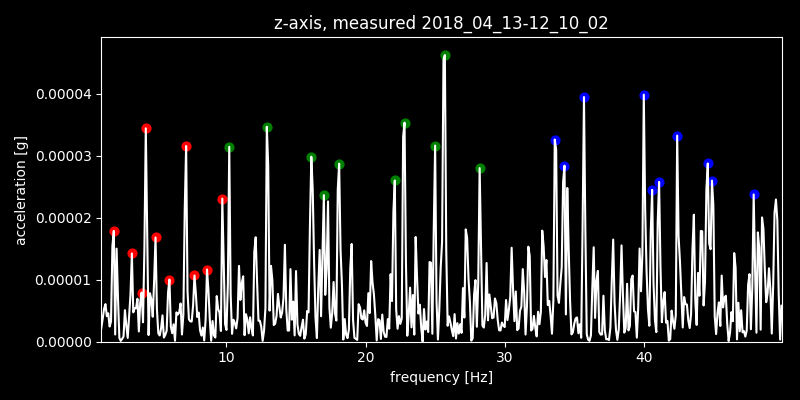 z-axis, measured 2018_04_13-12_10_02
0.00004
0.00003
0.00002
0.00001
0.00000
acceleration [g]
10 20 30 40
frequency [Hz]